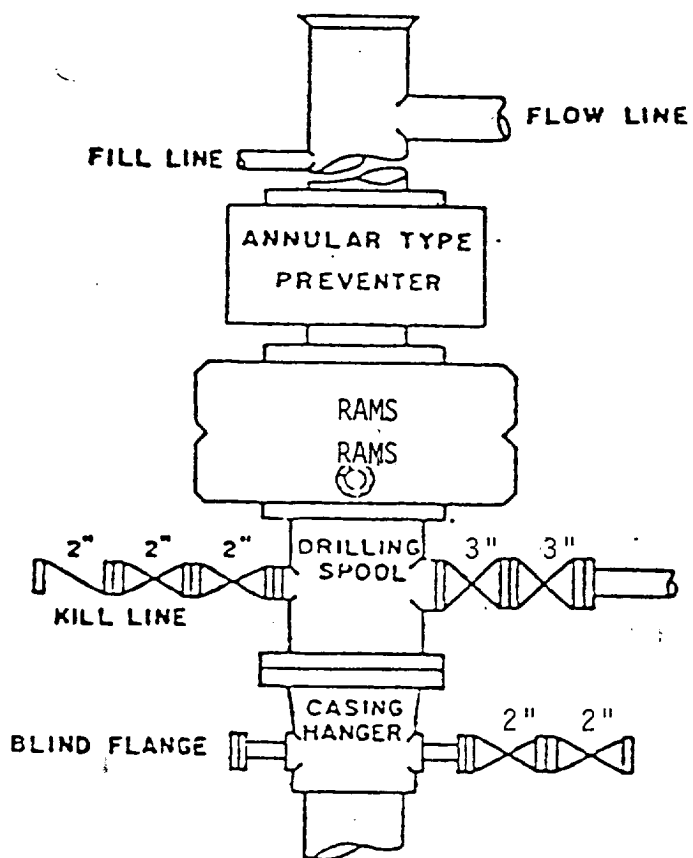 FLOW LINE
FILL LINE
ANNULAR TYPE
PREVENTER
RAMS
RAMS
2" 2" 2"
DRILLING
SPOOL
3" 3"
KILL LINE
CASING
HANGER
2" 2"
BLIND FLANGE